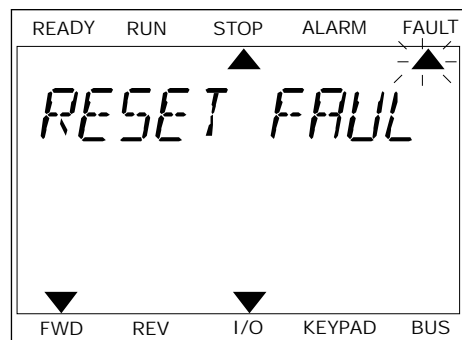 READY RUN STOP ALARM FAULT
RESET FAUL
FWD REV I/O KEYPAD BUS